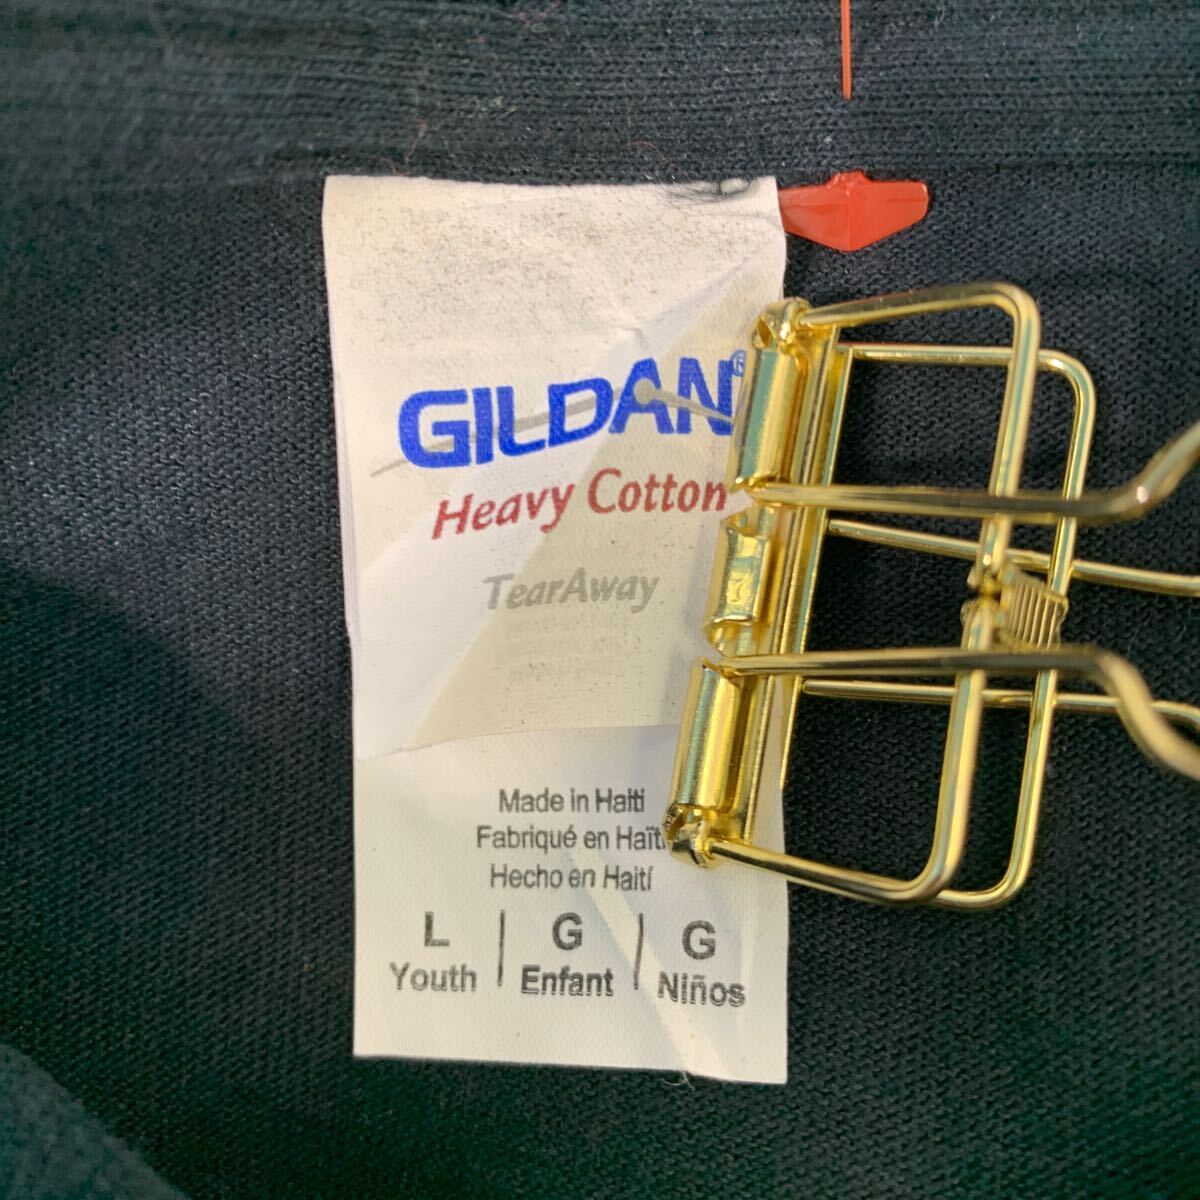 GILDAN®
Heavy Cotton
TearAway
Made in Haiti
Fabriqué en Haïti
Hecho en Haití
L | G | G
Youth | Enfant | Niños